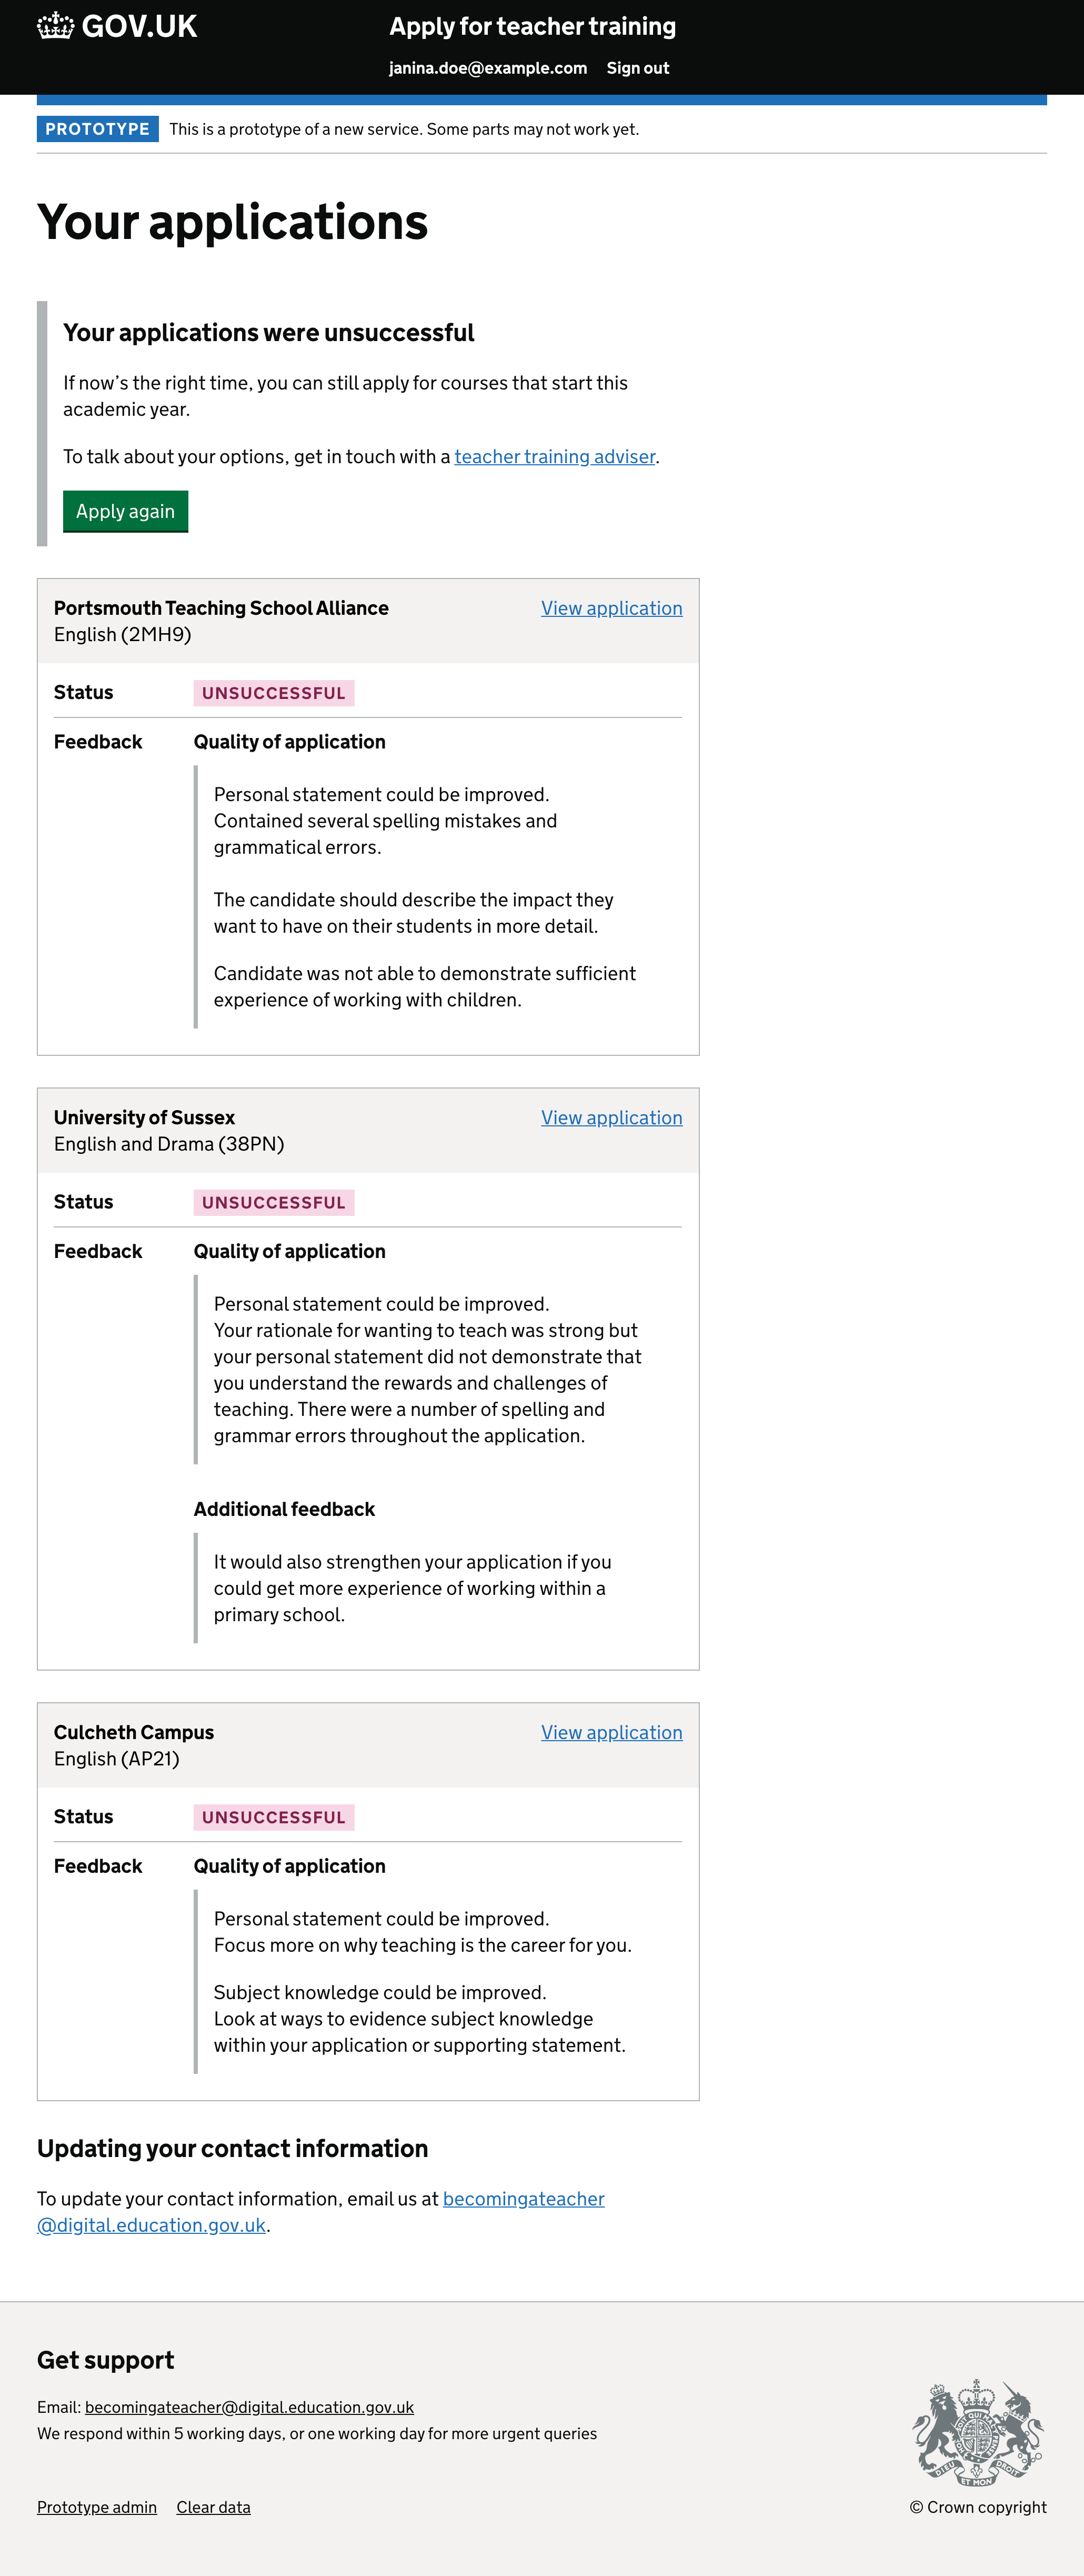 GOV.UK
Apply for teacher training
janina.doe@example.com Sign out
PROTOTYPE This is a prototype of a new service. Some parts may not work yet.
Your applications
Your applications were unsuccessful
If now’s the right time, you can still apply for courses that start this
academic year.
To talk about your options, get in touch with a teacher training adviser.
Apply again
Portsmouth Teaching School Alliance View application
English (2MH9)
Status UNSUCCESSFUL
Feedback Quality of application
Personal statement could be improved.
Contained several spelling mistakes and
grammatical errors.
The candidate should describe the impact they
want to have on their students in more detail.
Candidate was not able to demonstrate sufficient
experience of working with children.
University of Sussex View application
English and Drama (38PN)
Status UNSUCCESSFUL
Feedback Quality of application
Personal statement could be improved.
Your rationale for wanting to teach was strong but
your personal statement did not demonstrate that
you understand the rewards and challenges of
teaching. There were a number of spelling and
grammar errors throughout the application.
Additional feedback
It would also strengthen your application if you
could get more experience of working within a
primary school.
Culcheth Campus View application
English (AP21)
Status UNSUCCESSFUL
Feedback Quality of application
Personal statement could be improved.
Focus more on why teaching is the career for you.
Subject knowledge could be improved.
Look at ways to evidence subject knowledge
within your application or supporting statement.
Updating your contact information
To update your contact information, email us at becomingateacher
@digital.education.gov.uk.
Get support
Email: becomingateacher@digital.education.gov.uk
We respond within 5 working days, or one working day for more urgent queries
DIEU ET MON DROIT
Prototype admin Clear data © Crown copyright